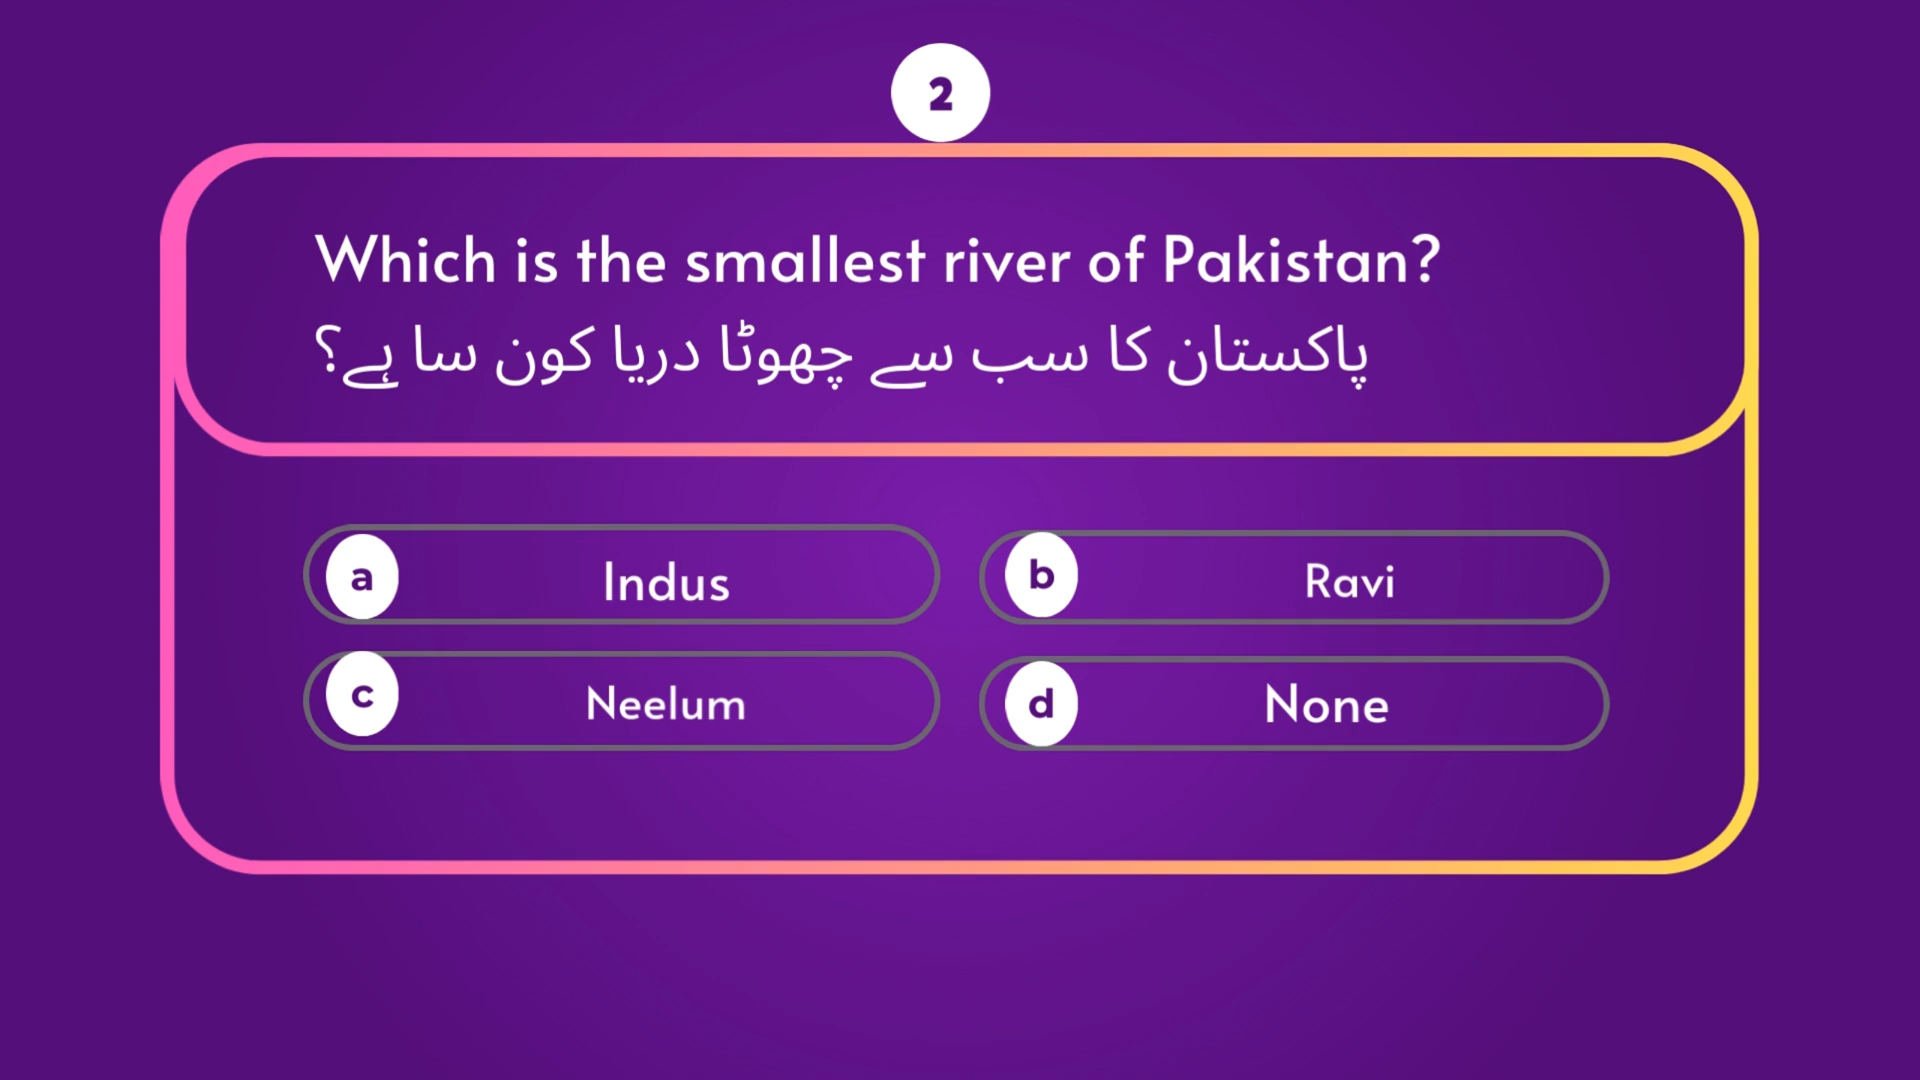 2
Which is the smallest river of Pakistan?
پاکستان کا سب سے چھوٹا دریا کون سا ہے؟
a Indus
b Ravi
c Neelum
d None